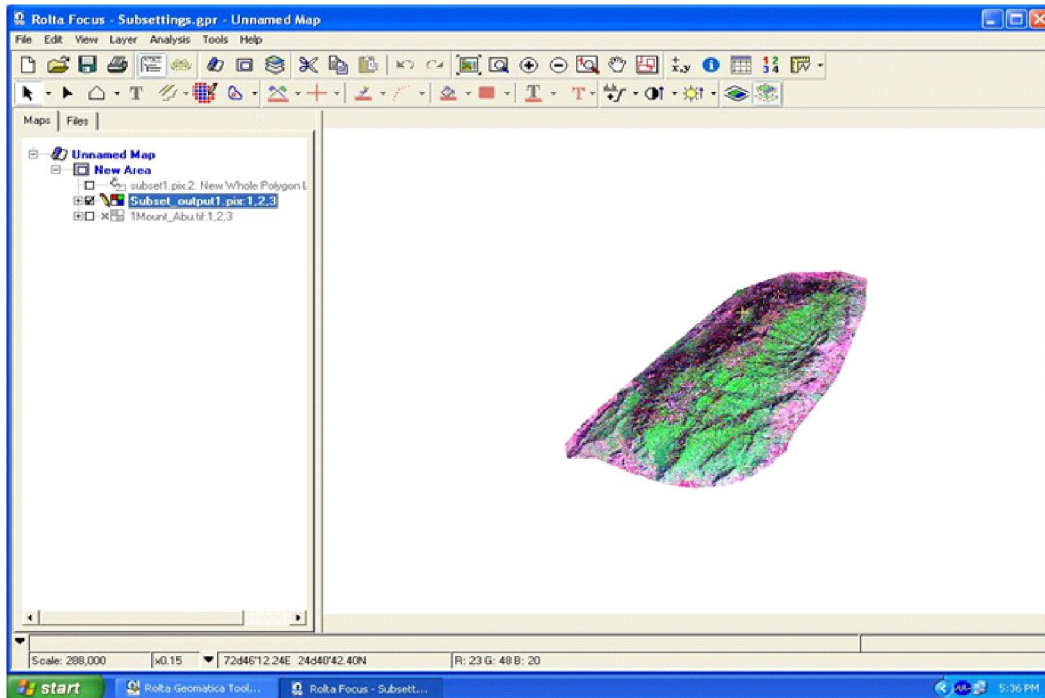 Rolta Focus - Subsettings.gpr - Unnamed Map
File Edit View Layer Analysis Tools Help
Maps Files
Unnamed Map
New Area
subset1.pix:2: New Whole Polygon L
Subset_output1.pix:1,2,3
1Mount_Abu.tif:1,2,3
Scale: 288,000 x0.15 72d46'12.24E 24d40'42.40N R: 23 G: 48 B: 20
start Rolta Geomatica Tool... Rolta Focus - Subsett... 5:36 PM